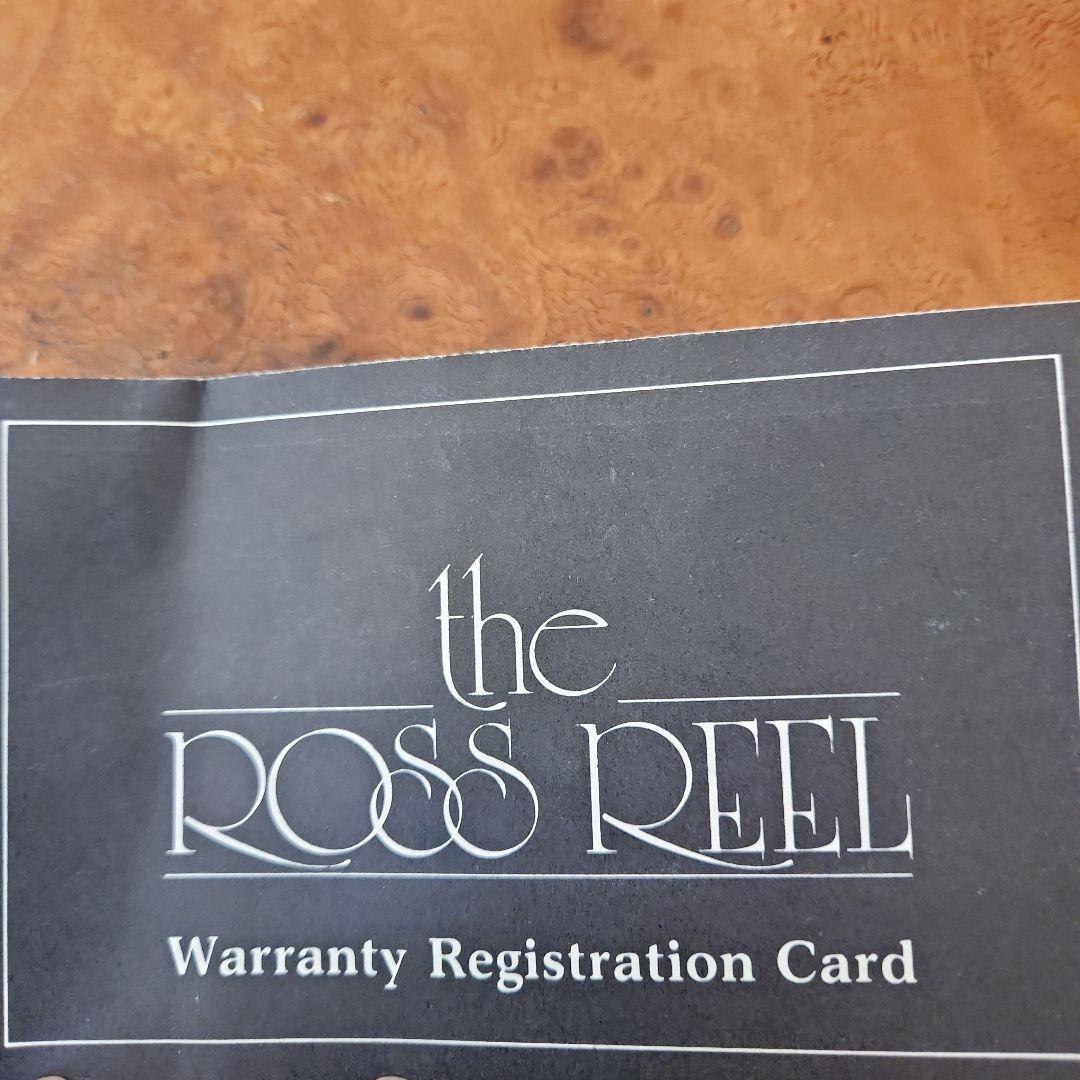 the
ROSS REEL
Warranty Registration Card